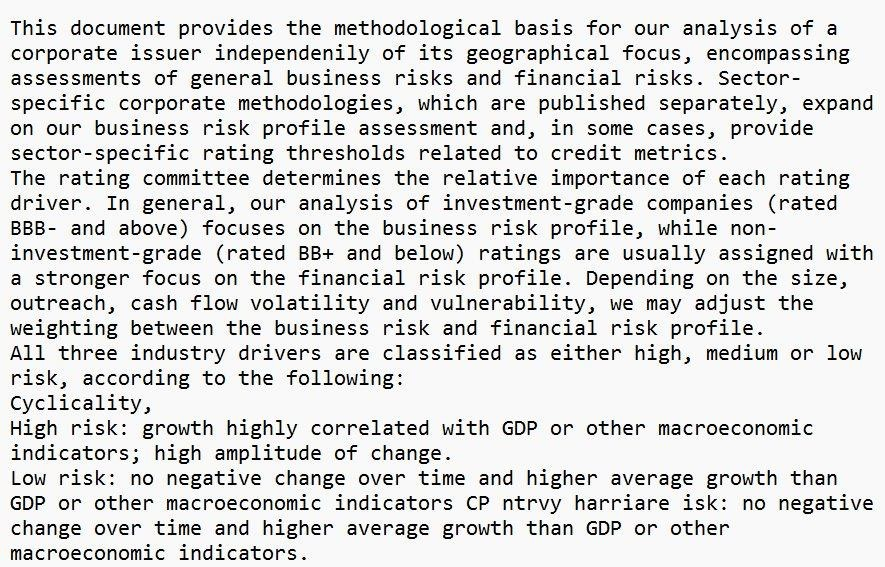 This document provides the methodological basis for our analysis of a
corporate issuer independenily of its geographical focus, encompassing
assessments of general business risks and financial risks. Sector-
specific corporate methodologies, which are published separately, expand
on our business risk profile assessment and, in some cases, provide
sector-specific rating thresholds related to credit metrics.
The rating committee determines the relative importance of each rating
driver. In general, our analysis of investment-grade companies (rated
BBB- and above) focuses on the business risk profile, while non-
investment-grade (rated BB+ and below) ratings are usually assigned with
a stronger focus on the financial risk profile. Depending on the size,
outreach, cash flow volatility and vulnerability, we may adjust the
weighting between the business risk and financial risk profile.
All three industry drivers are classified as either high, medium or low
risk, according to the following:
Cyclicality,
High risk: growth highly correlated with GDP or other macroeconomic
indicators; high amplitude of change.
Low risk: no negative change over time and higher average growth than
GDP or other macroeconomic indicators CP ntrvy harriare isk: no negative
change over time and higher average growth than GDP or other
macroeconomic indicators.